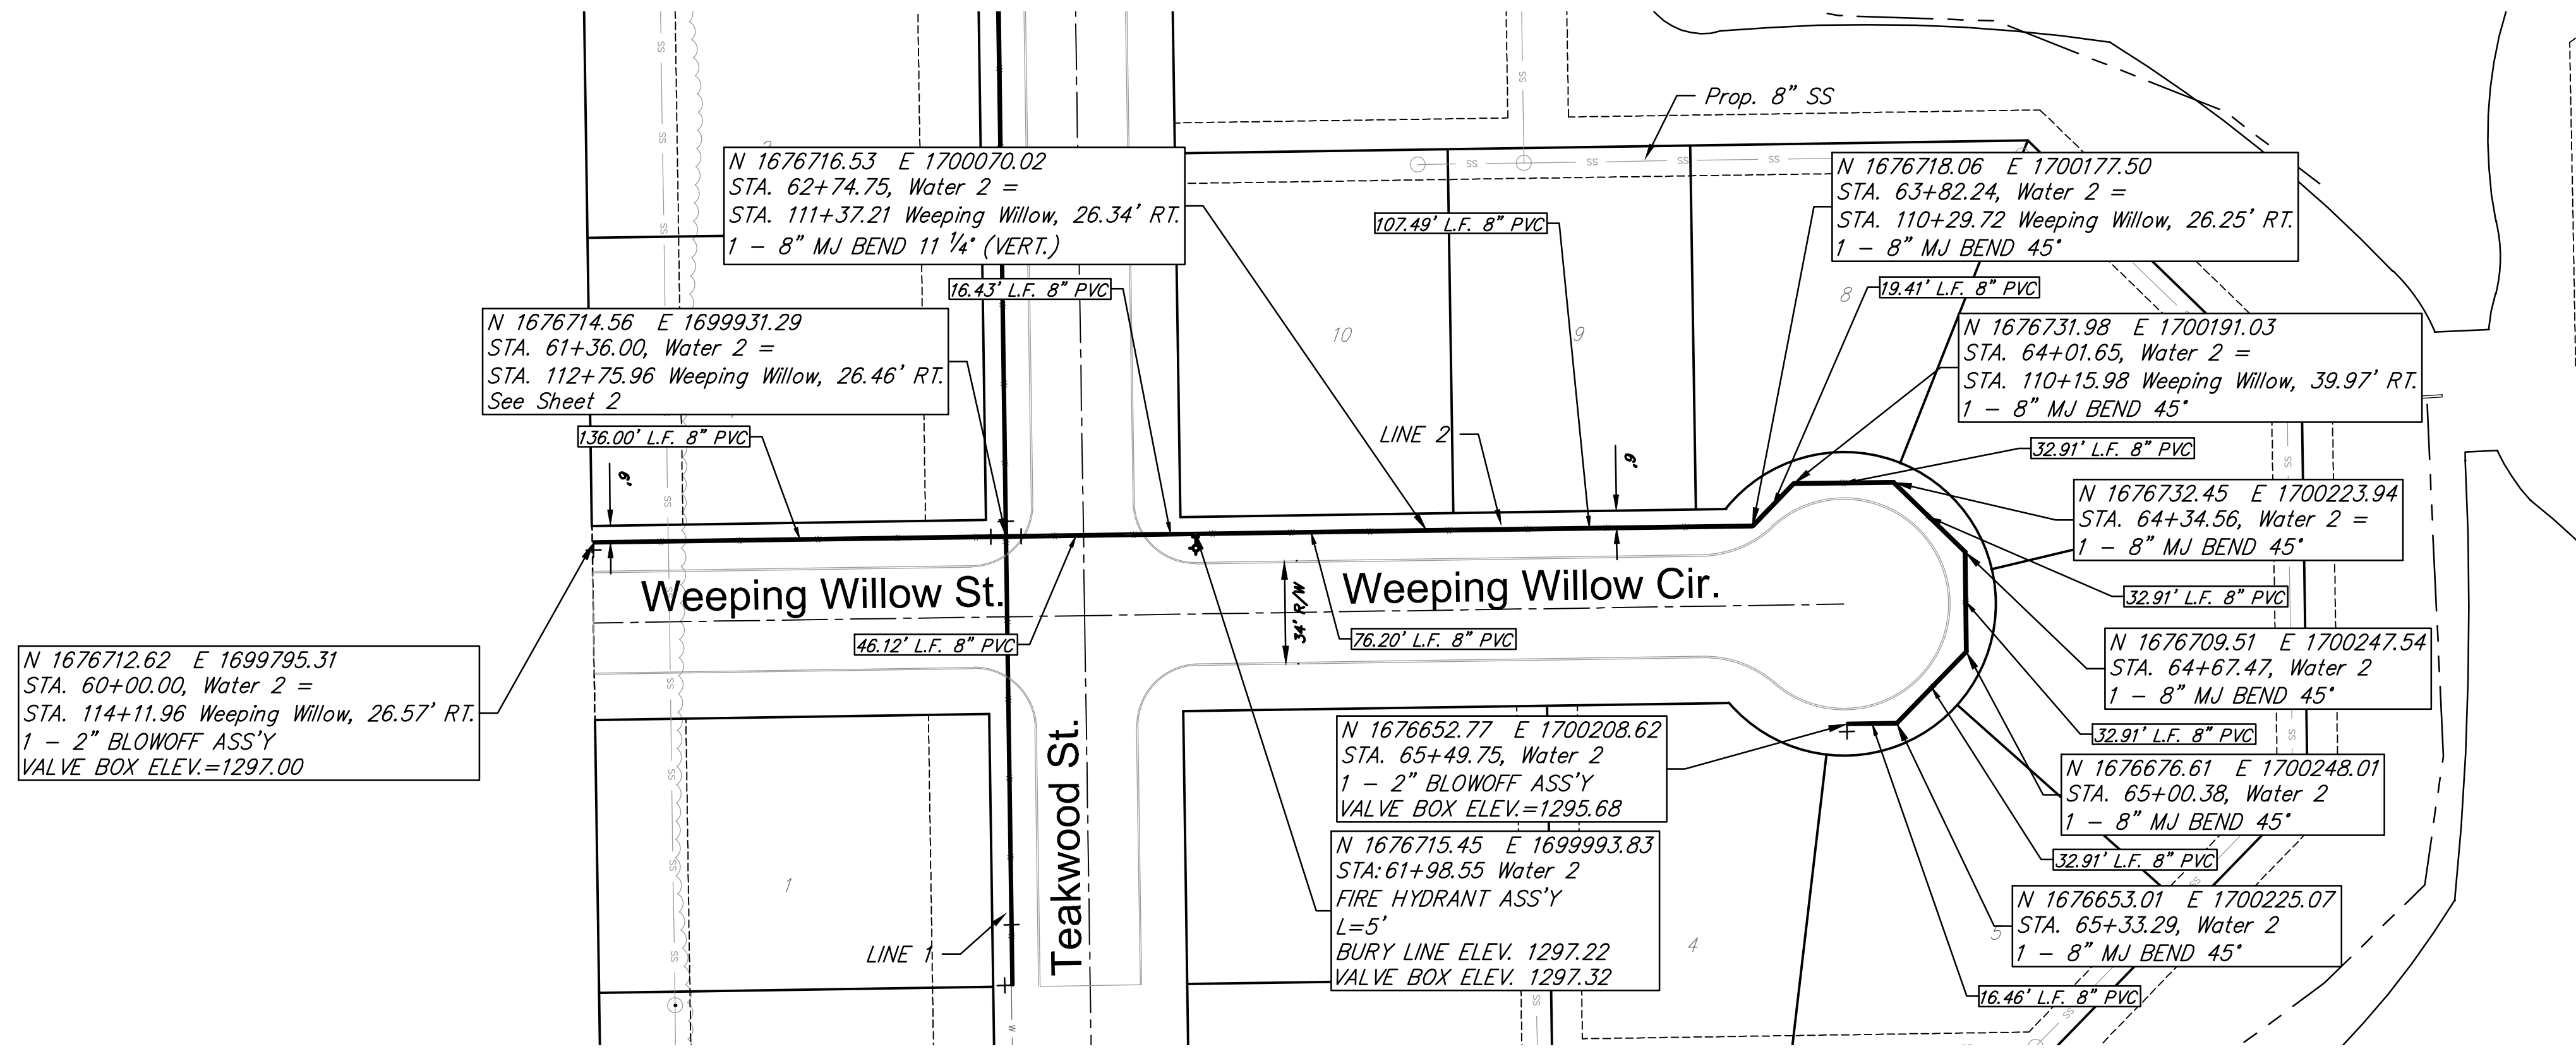 Prop. 8" SS
N 1676716.53 E 1700070.02
STA. 62+74.75, Water 2 =
STA. 111+37.21 Weeping Willow, 26.34' RT.
1 - 8" MJ BEND 11 ¼° (VERT.)
N 1676718.06 E 1700177.50
STA. 63+82.24, Water 2 =
STA. 110+29.72 Weeping Willow, 26.25' RT.
1 - 8" MJ BEND 45°
107.49' L.F. 8" PVC
16.43' L.F. 8" PVC
19.41' L.F. 8" PVC
8
N 1676714.56 E 1699931.29
STA. 61+36.00, Water 2 =
STA. 112+75.96 Weeping Willow, 26.46' RT.
See Sheet 2
10
9
N 1676731.98 E 1700191.03
STA. 64+01.65, Water 2 =
STA. 110+15.98 Weeping Willow, 39.97' RT.
1 - 8" MJ BEND 45°
136.00' L.F. 8" PVC
LINE 2
32.91' L.F. 8" PVC
6'
6'
N 1676732.45 E 1700223.94
STA. 64+34.56, Water 2 =
1 - 8" MJ BEND 45°
Weeping Willow St.
Weeping Willow Cir.
34' R/W
32.91' L.F. 8" PVC
46.12' L.F. 8" PVC
76.20' L.F. 8" PVC
N 1676709.51 E 1700247.54
STA. 64+67.47, Water 2
1 - 8" MJ BEND 45°
N 1676712.62 E 1699795.31
STA. 60+00.00, Water 2 =
STA. 114+11.96 Weeping Willow, 26.57' RT.
1 - 2" BLOWOFF ASS'Y
VALVE BOX ELEV.=1297.00
Teakwood St.
N 1676652.77 E 1700208.62
STA. 65+49.75, Water 2
1 - 2" BLOWOFF ASS'Y
VALVE BOX ELEV.=1295.68
32.91' L.F. 8" PVC
N 1676676.61 E 1700248.01
STA. 65+00.38, Water 2
1 - 8" MJ BEND 45°
N 1676715.45 E 1699993.83
STA: 61+98.55 Water 2
FIRE HYDRANT ASS'Y
L=5'
BURY LINE ELEV. 1297.22
VALVE BOX ELEV. 1297.32
32.91' L.F. 8" PVC
1
N 1676653.01 E 1700225.07
STA. 65+33.29, Water 2
1 - 8" MJ BEND 45°
LINE 1
4
5
16.46' L.F. 8" PVC
SS
SS
SS
SS
SS
SS
SS
SS
SS
SS
SS
SS
SS
W